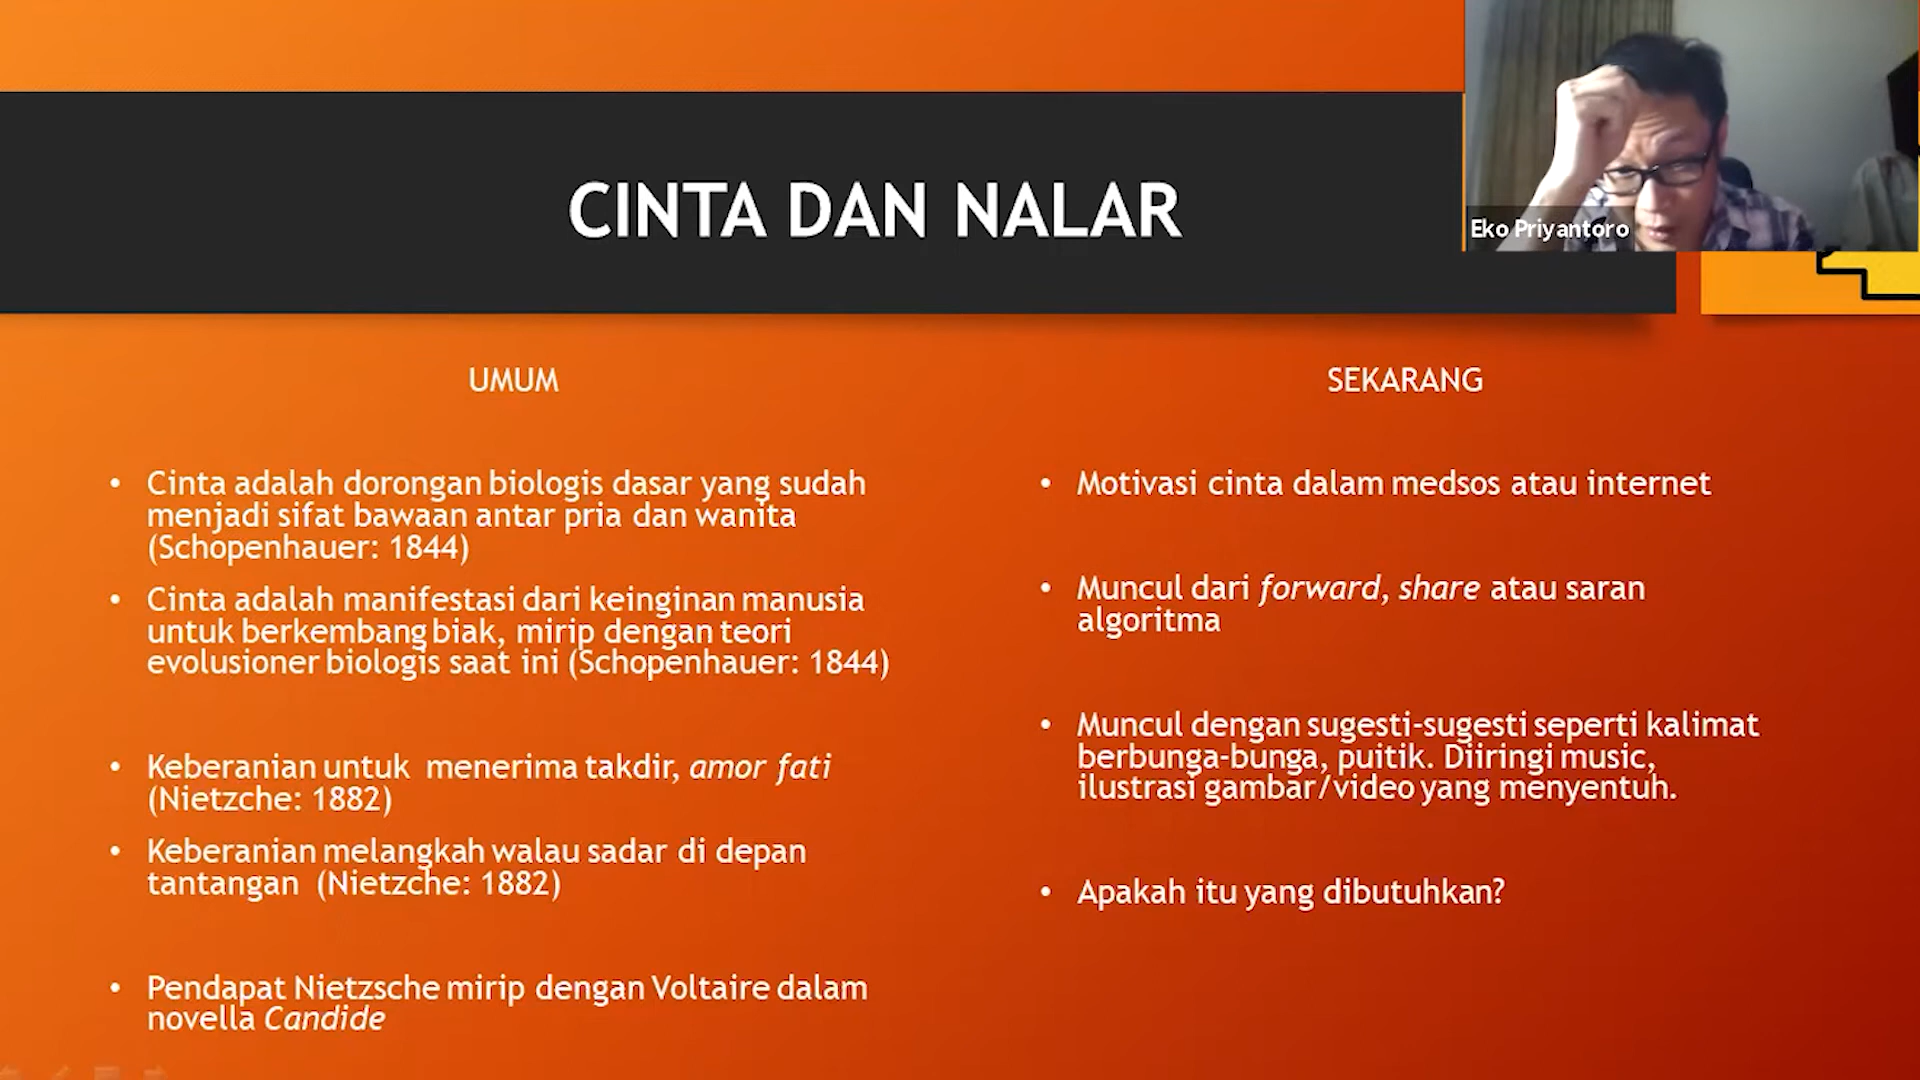 CINTA DAN NALAR
Eko Priyantoro
UMUM
Cinta adalah dorongan biologis dasar yang sudah
menjadi sifat bawaan antar pria dan wanita
(Schopenhauer: 1844)
Cinta adalah manifestasi dari keinginan manusia
untuk berkembang biak, mirip dengan teori
evolusioner biologis saat ini (Schopenhauer: 1844)
Keberanian untuk menerima takdir, amor fati
(Nietzche: 1882)
Keberanian melangkah walau sadar di depan
tantangan (Nietzche: 1882)
Pendapat Nietzsche mirip dengan Voltaire dalam
novella Candide
SEKARANG
Motivasi cinta dalam medsos atau internet
Muncul dari forward, share atau saran
algoritma
Muncul dengan sugesti-sugesti seperti kalimat
berbunga-bunga, puitik. Diiringi music,
ilustrasi gambar/video yang menyentuh.
Apakah itu yang dibutuhkan?